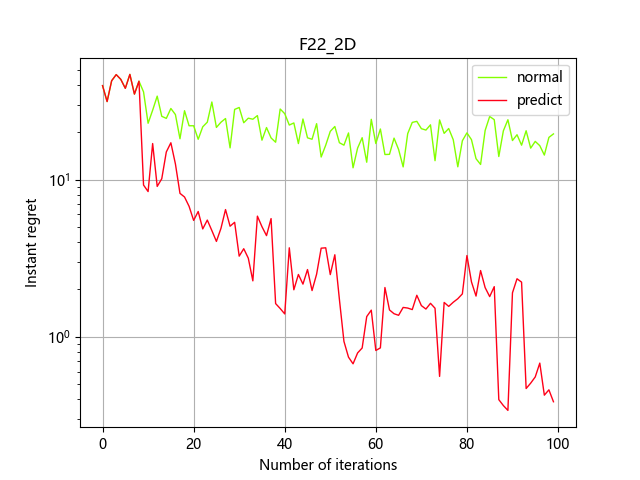 F22_2D
normal
predict
Instant regret
10¹
10⁰
0 20 40 60 80 100
Number of iterations